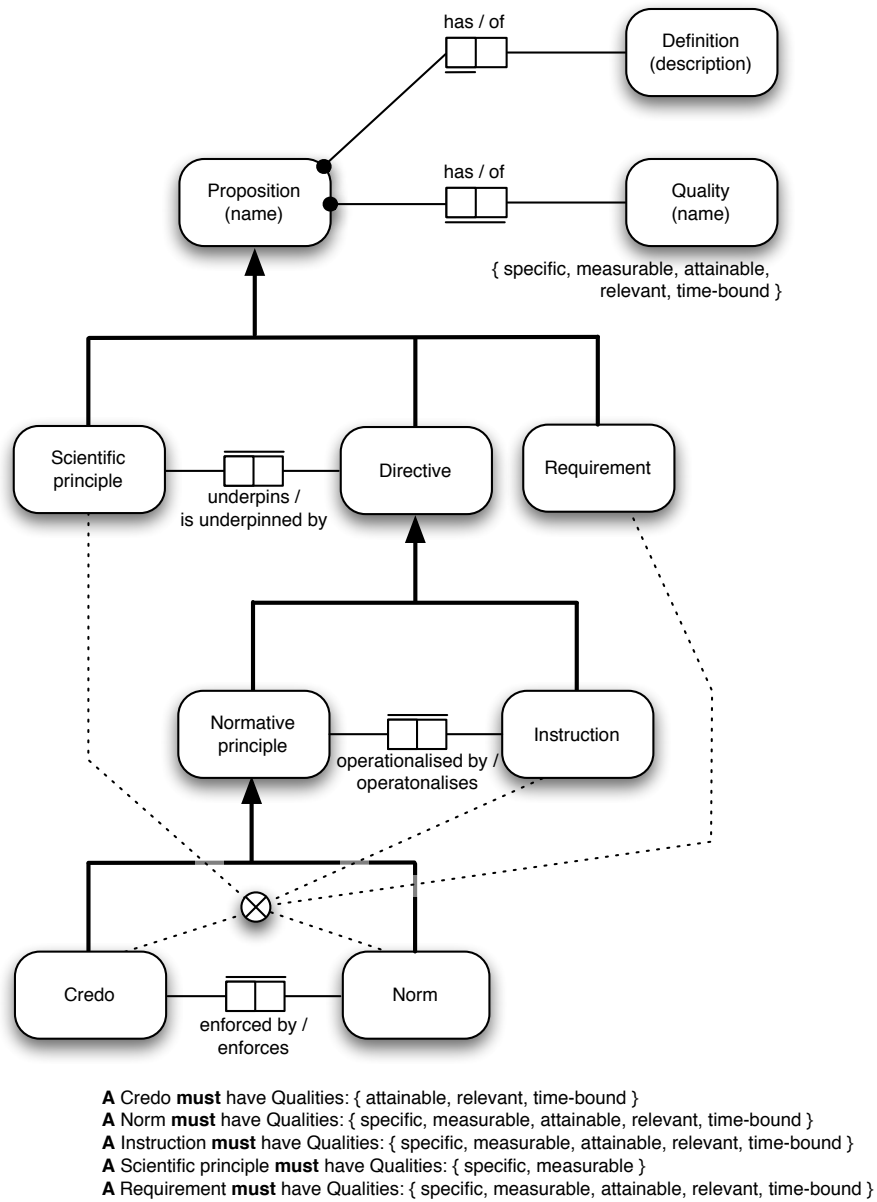 has / of
Definition
(description)
has / of
Proposition
(name)
Quality
(name)
{ specific, measurable, attainable,
relevant, time-bound }
Scientific
principle
Directive
Requirement
underpins /
is underpinned by
Normative
principle
Instruction
operationalised by /
operatonalises
Credo
Norm
enforced by /
enforces
A Credo must have Qualities: { attainable, relevant, time-bound }
A Norm must have Qualities: { specific, measurable, attainable, relevant, time-bound }
A Instruction must have Qualities: { specific, measurable, attainable, relevant, time-bound }
A Scientific principle must have Qualities: { specific, measurable }
A Requirement must have Qualities: { specific, measurable, attainable, relevant, time-bound }